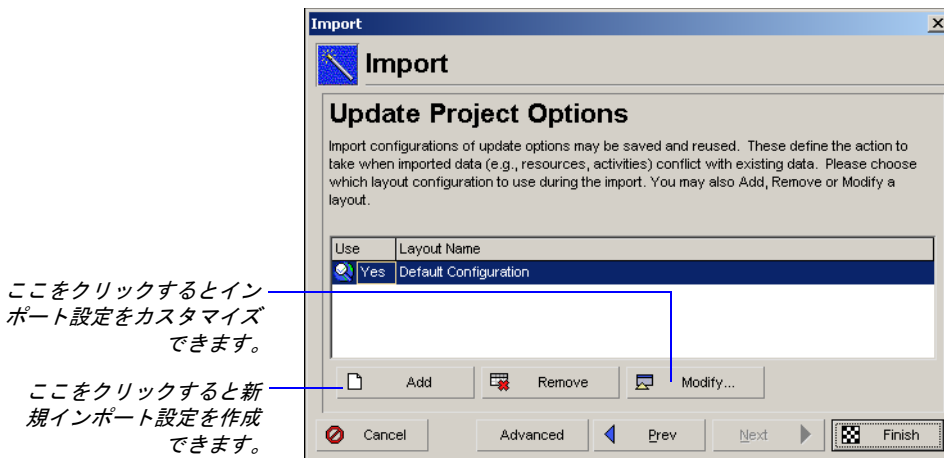 Import
Import
Update Project Options
Import configurations of update options may be saved and reused. These define the action to
take when imported data (e.g., resources, activities) conflict with existing data. Please choose
which layout configuration to use during the import. You may also Add, Remove or Modify a
layout.
Use Layout Name
Yes Default Configuration
ここをクリックするとイン
ポート設定をカスタマイズ
できます。
Add Remove Modify...
ここをクリックすると新
規インポート設定を作成
できます。
Cancel Advanced Prev Next Finish